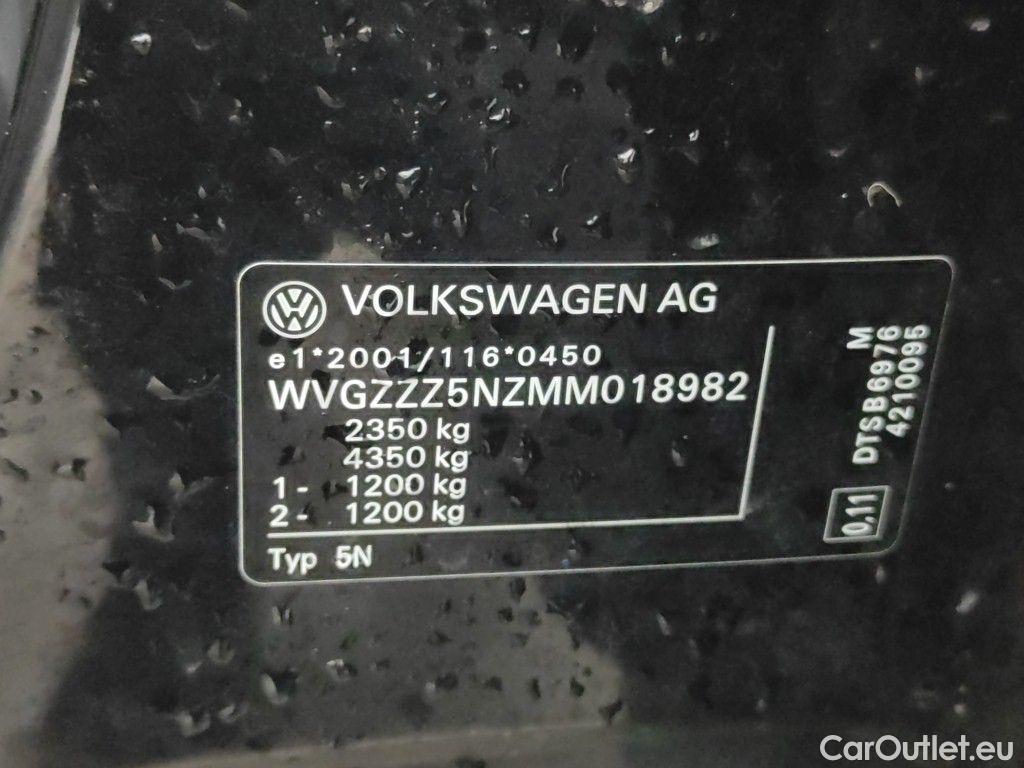 VOLKSWAGEN AG
e1*2001/116*0450
WVGZZZ5NZMM018982
2350 kg
4350 kg
1 - 1200 kg
2 - 1200 kg
Typ 5N
M
DTSB6976
4210095
0,11
CarOutlet.eu